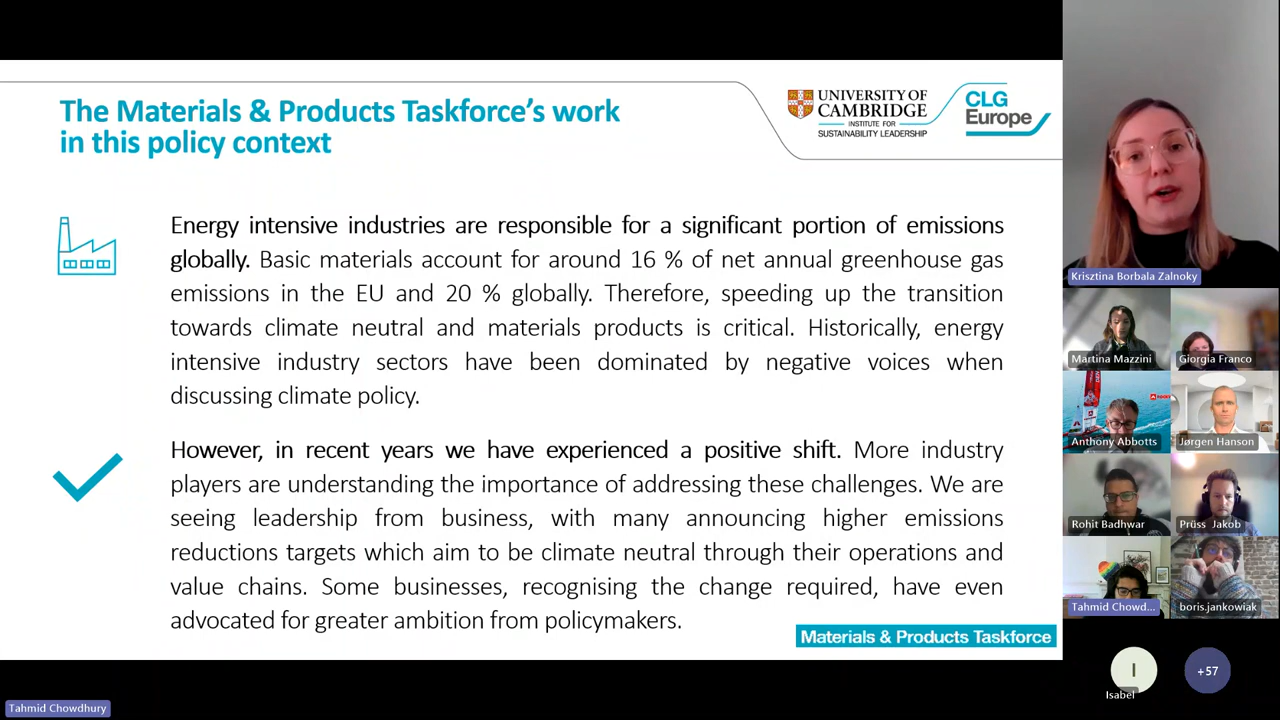 The Materials & Products Taskforce's work
in this policy context
UNIVERSITY OF
CAMBRIDGE
INSTITUTE FOR
SUSTAINABILITY LEADERSHIP
CLG
Europe
Energy intensive industries are responsible for a significant portion of emissions
globally. Basic materials account for around 16 % of net annual greenhouse gas
emissions in the EU and 20 % globally. Therefore, speeding up the transition
towards climate neutral and materials products is critical. Historically, energy
intensive industry sectors have been dominated by negative voices when
discussing climate policy.
However, in recent years we have experienced a positive shift. More industry
players are understanding the importance of addressing these challenges. We are
seeing leadership from business, with many announcing higher emissions
reductions targets which aim to be climate neutral through their operations and
value chains. Some businesses, recognising the change required, have even
advocated for greater ambition from policymakers.
Materials & Products Taskforce
Krisztina Borbala Zalnoky
Martina Mazzini
Giorgia Franco
Anthony Abbotts
Jørgen Hanson
Rohit Badhwar
Prüss Jakob
Tahmid Chowd...
boris.jankowiak
I
Isabel
+57
Tahmid Chowdhury